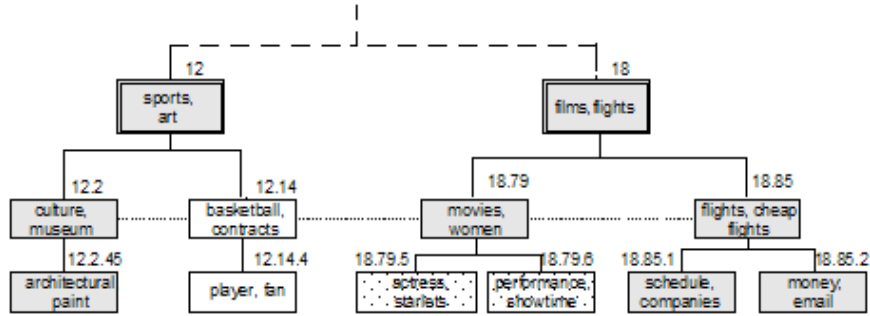 12
18
sports,
art
films, flights
12.2
12.14
18.79
18.85
culture,
museum
basketball,
contracts
movies,
women
flights, cheap
flights
12.2.45
12.14.4
18.79.5
18.79.6
18.85.1
18.85.2
architectural
paint
player, fan
actress,
starlets
performance,
showtime
schedule,
companies
money,
email